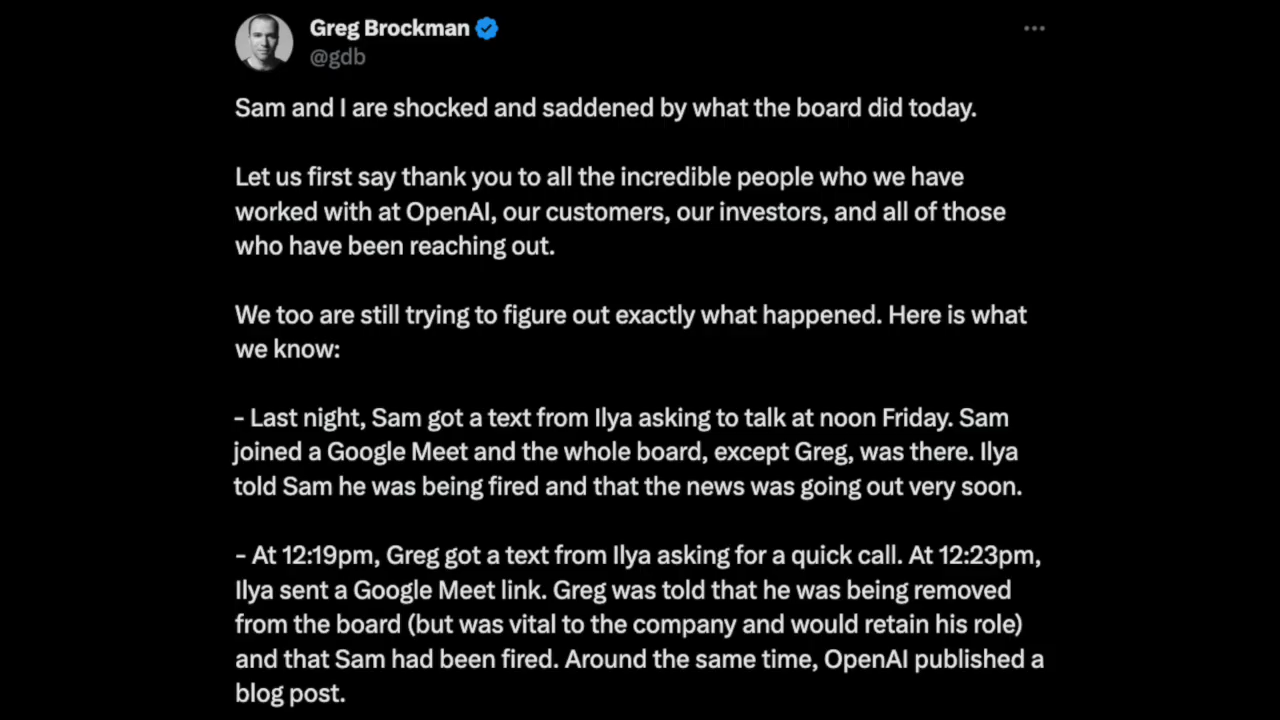 Greg Brockman
@gdb
Sam and I are shocked and saddened by what the board did today.
Let us first say thank you to all the incredible people who we have
worked with at OpenAI, our customers, our investors, and all of those
who have been reaching out.
We too are still trying to figure out exactly what happened. Here is what
we know:
- Last night, Sam got a text from Ilya asking to talk at noon Friday. Sam
joined a Google Meet and the whole board, except Greg, was there. Ilya
told Sam he was being fired and that the news was going out very soon.
- At 12:19pm, Greg got a text from Ilya asking for a quick call. At 12:23pm,
Ilya sent a Google Meet link. Greg was told that he was being removed
from the board (but was vital to the company and would retain his role)
and that Sam had been fired. Around the same time, OpenAI published a
blog post.